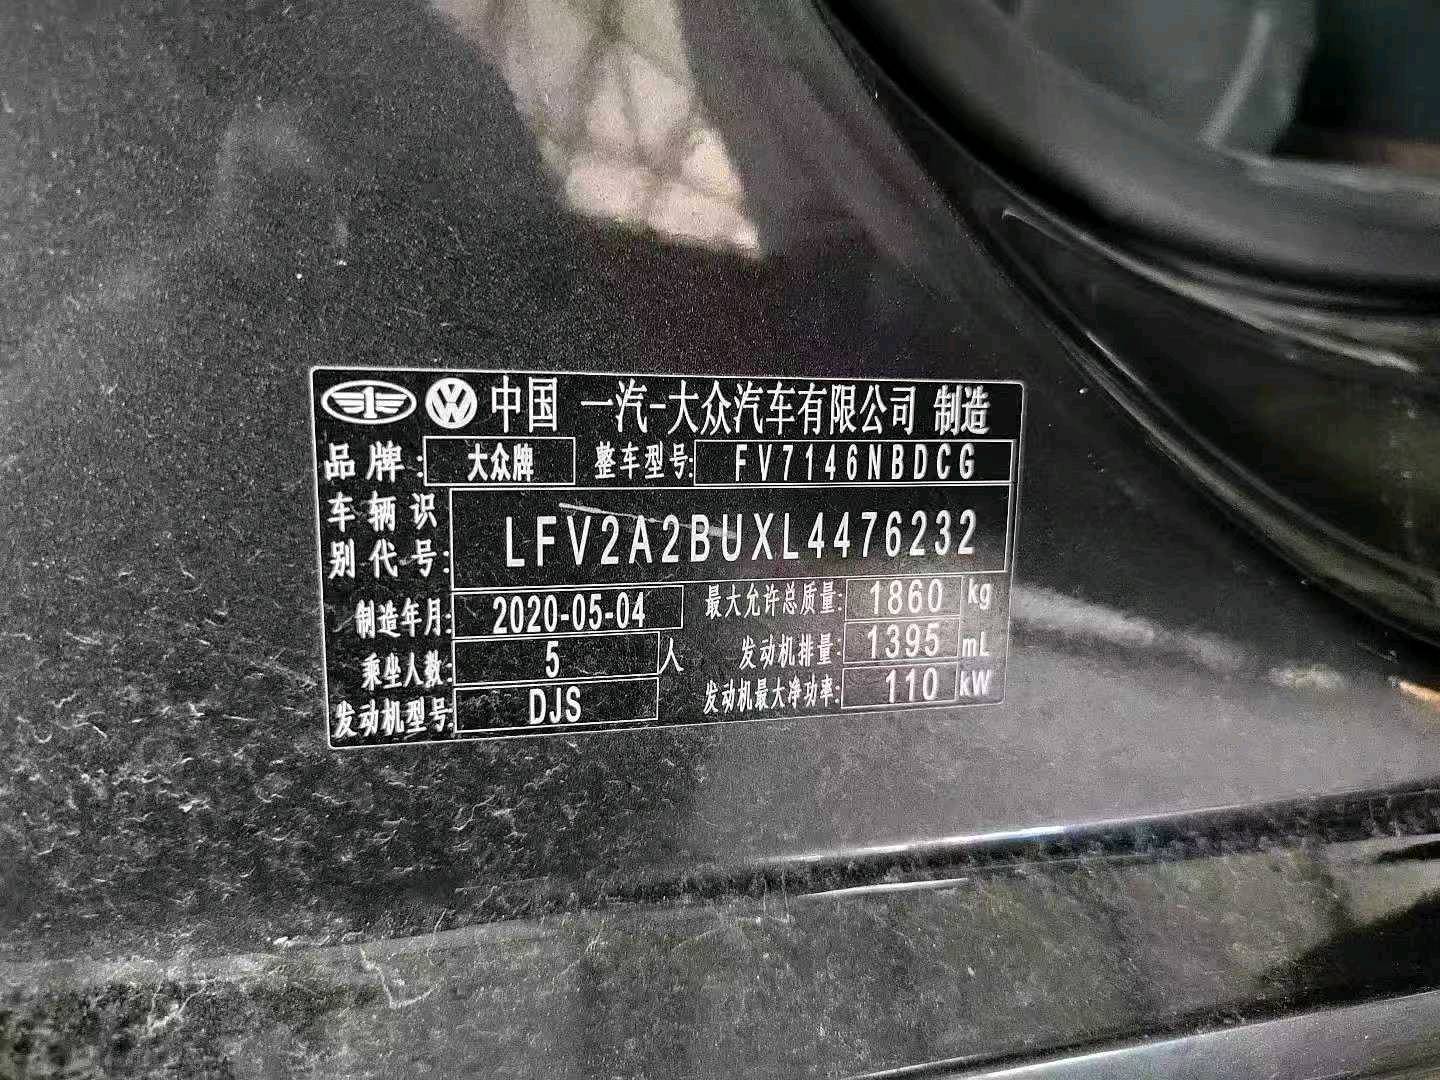 中国 一汽-大众汽车有限公司 制造
品牌: 大众牌 整车型号: FV7146NBDCG
车辆识
别代号: LFV2A2BUXL4476232
制造年月: 2020-05-04 最大允许总质量: 1860 kg
乘坐人数: 5 人 发动机排量: 1395 mL
发动机型号: DJS 发动机最大净功率: 110 kW